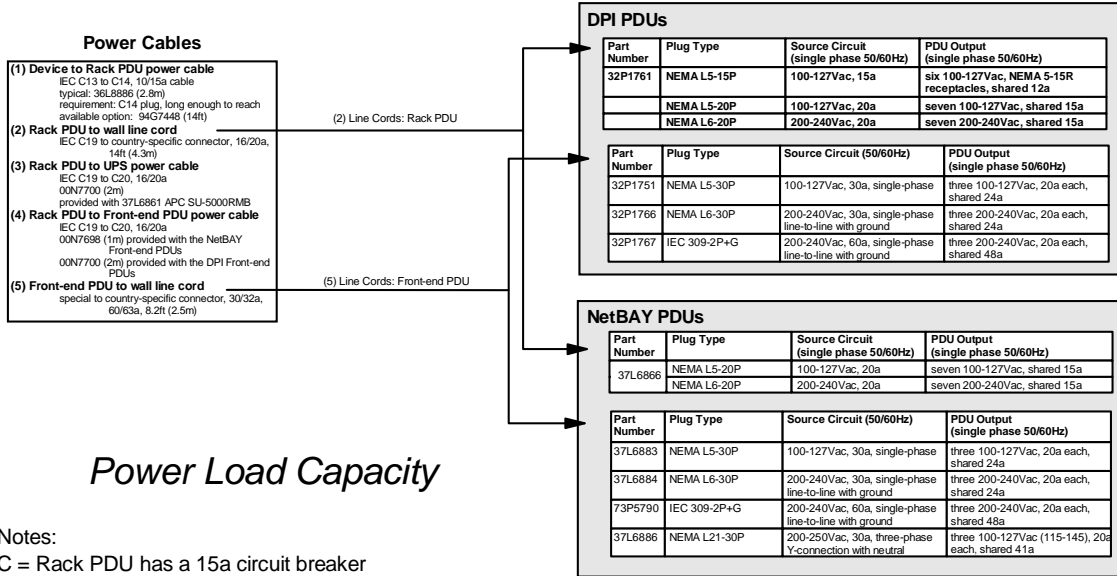 Power Cables
(1) Device to Rack PDU power cable
IEC C13 to C14, 10/15a cable
typical: 36L8886 (2.8m)
requirement: C14 plug, long enough to reach
available option: 94G7448 (14ft)
(2) Rack PDU to wall line cord
IEC C19 to country-specific connector, 16/20a,
14ft (4.3m)
(3) Rack PDU to UPS power cable
IEC C19 to C20, 16/20a
00N7700 (2m)
provided with 37L6861 APC SU-5000RMB
(4) Rack PDU to Front-end PDU power cable
IEC C19 to C20, 16/20a
00N7698 (1m) provided with the NetBAY
Front-end PDUs
00N7700 (2m) provided with the DPI Front-end
PDUs
(5) Front-end PDU to wall line cord
special to country-specific connector, 30/32a,
60/63a, 8.2ft (2.5m)
(2) Line Cords: Rack PDU
(5) Line Cords: Front-end PDU
DPI PDUs
Part Plug Type Source Circuit PDU Output
Number (single phase 50/60Hz) (single phase 50/60Hz)
32P1761 NEMA L5-15P 100-127Vac, 15a six 100-127Vac, NEMA 5-15R
receptacles, shared 12a
NEMA L5-20P 100-127Vac, 20a seven 100-127Vac, shared 15a
NEMA L6-20P 200-240Vac, 20a seven 200-240Vac, shared 15a
Part Plug Type Source Circuit (50/60Hz) PDU Output
Number (single phase 50/60Hz)
32P1751 NEMA L5-30P 100-127Vac, 30a, single-phase three 100-127Vac, 20a each,
shared 24a
32P1766 NEMA L6-30P 200-240Vac, 30a, single-phase three 200-240Vac, 20a each,
line-to-line with ground shared 24a
32P1767 IEC 309-2P+G 200-240Vac, 60a, single-phase three 200-240Vac, 20a each,
line-to-line with ground shared 48a
NetBAY PDUs
Part Plug Type Source Circuit PDU Output
Number (single phase 50/60Hz) (single phase 50/60Hz)
37L6866 NEMA L5-20P 100-127Vac, 20a seven 100-127Vac, shared 15a
NEMA L6-20P 200-240Vac, 20a seven 200-240Vac, shared 15a
Part Plug Type Source Circuit (50/60Hz) PDU Output
Number (single phase 50/60Hz)
37L6883 NEMA L5-30P 100-127Vac, 30a, single-phase three 100-127Vac, 20a each,
shared 24a
37L6884 NEMA L6-30P 200-240Vac, 30a, single-phase three 200-240Vac, 20a each,
line-to-line with ground shared 24a
73P5790 IEC 309-2P+G 200-240Vac, 60a, single-phase three 200-240Vac, 20a each,
line-to-line with ground shared 48a
37L6886 NEMA L21-30P 200-250Vac, 30a, three-phase three 100-127Vac (115-145), 20a
Y-connection with neutral each, shared 41a
Power Load Capacity
Notes:
C = Rack PDU has a 15a circuit breaker